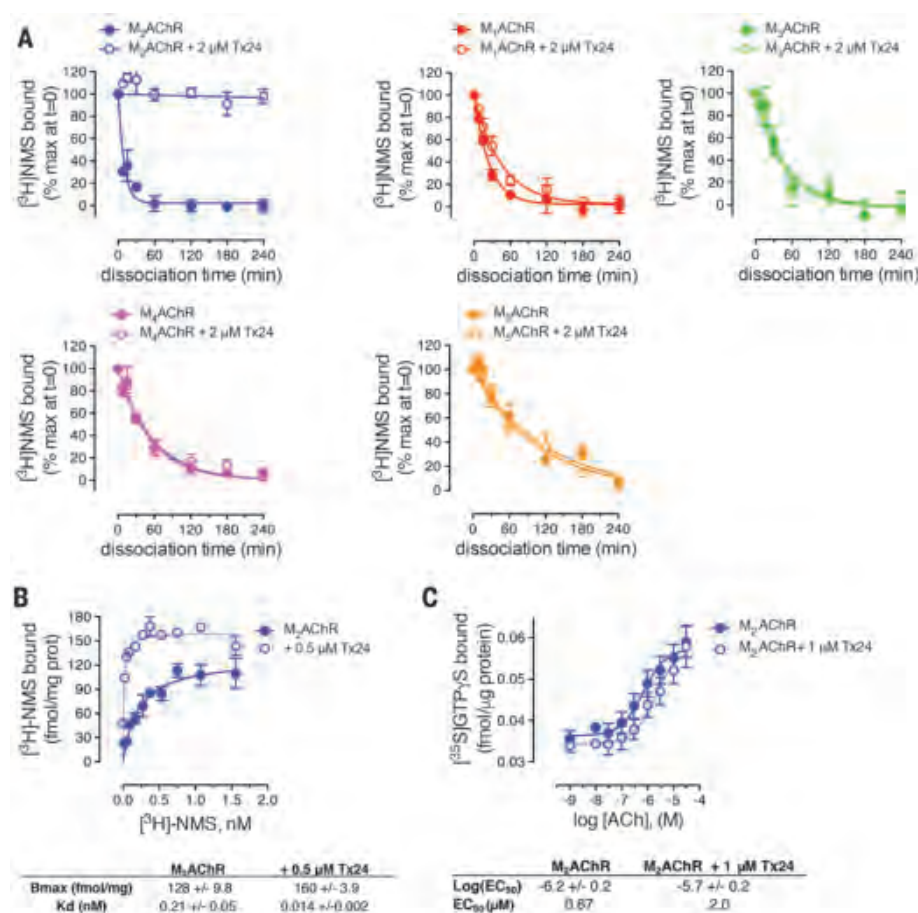 A
M₂AChR
M₂AChR + 2 µM Tx24
[³H]NMS bound
(% max at t=0)
120
100
80
60
40
20
0
0 60 120 180 240
dissociation time (min)
M₁AChR
M₁AChR + 2 µM Tx24
[³H]NMS bound
(% max at t=0)
120
100
80
60
40
20
0
0 60 120 180 240
dissociation time (min)
M₃AChR
M₃AChR + 2 µM Tx24
[³H]NMS bound
(% max at t=0)
120
100
80
60
40
20
0
0 60 120 180 240
dissociation time (min)
M₄AChR
M₄AChR + 2 µM Tx24
[³H]NMS bound
(% max at t=0)
120
100
80
60
40
20
0
0 60 120 180 240
dissociation time (min)
M₅AChR
M₅AChR + 2 µM Tx24
[³H]NMS bound
(% max at t=0)
120
100
80
60
40
20
0
0 60 120 180 240
dissociation time (min)
B
[³H]-NMS bound
(fmol/mg prot)
180
150
120
90
60
30
0
0.0 0.5 1.0 1.5 2.0
[³H]-NMS, nM
M₂AChR
+ 0.5 µM Tx24
M₂AChR + 0.5 µM Tx24
Bmax (fmol/mg) 128 +/- 9.8 160 +/-3.9
Kd (nM) 0.21 +/- 0.05 0.014 +/-0.002
C
[³⁵S]GTPγS bound
(fmol/µg protein)
0.06
0.05
0.04
0.03
-9 -8 -7 -6 -5 -4
log [ACh], (M)
M₂AChR
M₂AChR+ 1 µM Tx24
M₂AChR M₂AChR + 1 µM Tx24
Log(EC₅₀) -6.2 +/- 0.2 -5.7 +/- 0.2
EC₅₀(µM) 0.67 2.0